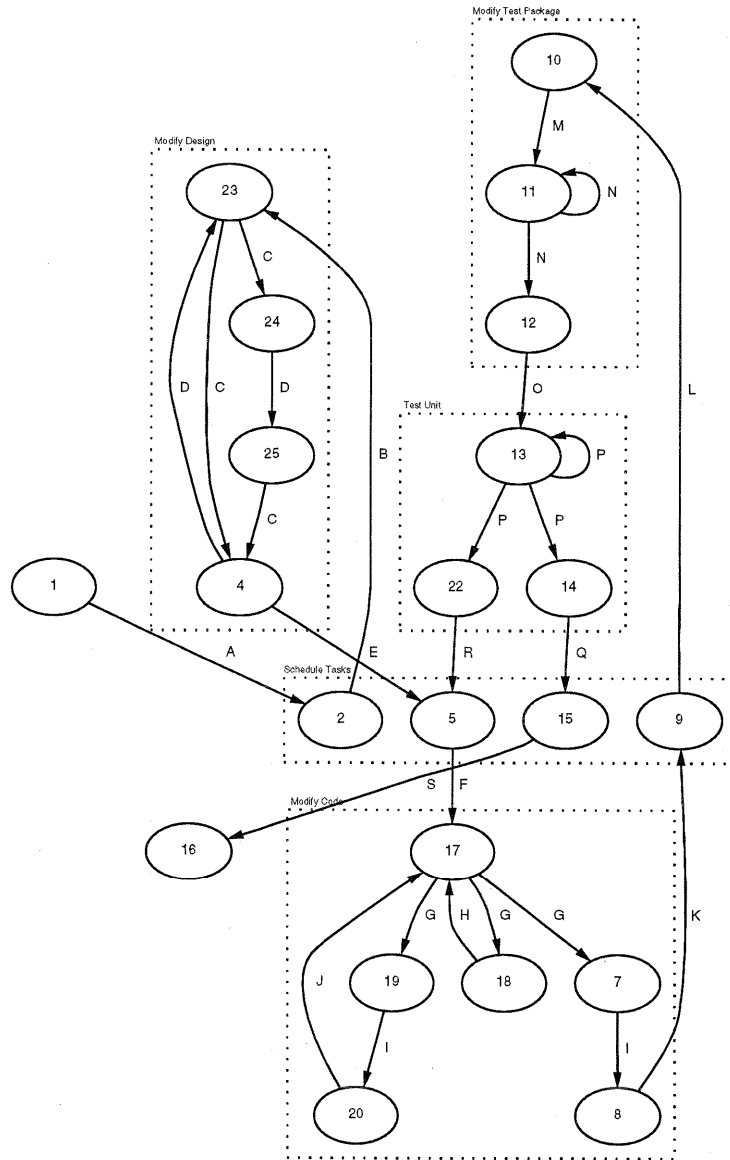 Modify Test Package
10
M
Modify Design
23
11
N
C
N
24
12
D
C
D
O
L
Test Unit
25
B
13
P
C
P
P
1
4
22
14
A
E
R
Q
Schedule Tasks
2
5
15
9
S
F
Modify Code
16
17
G
H
G
G
K
J
19
18
7
I
I
20
8